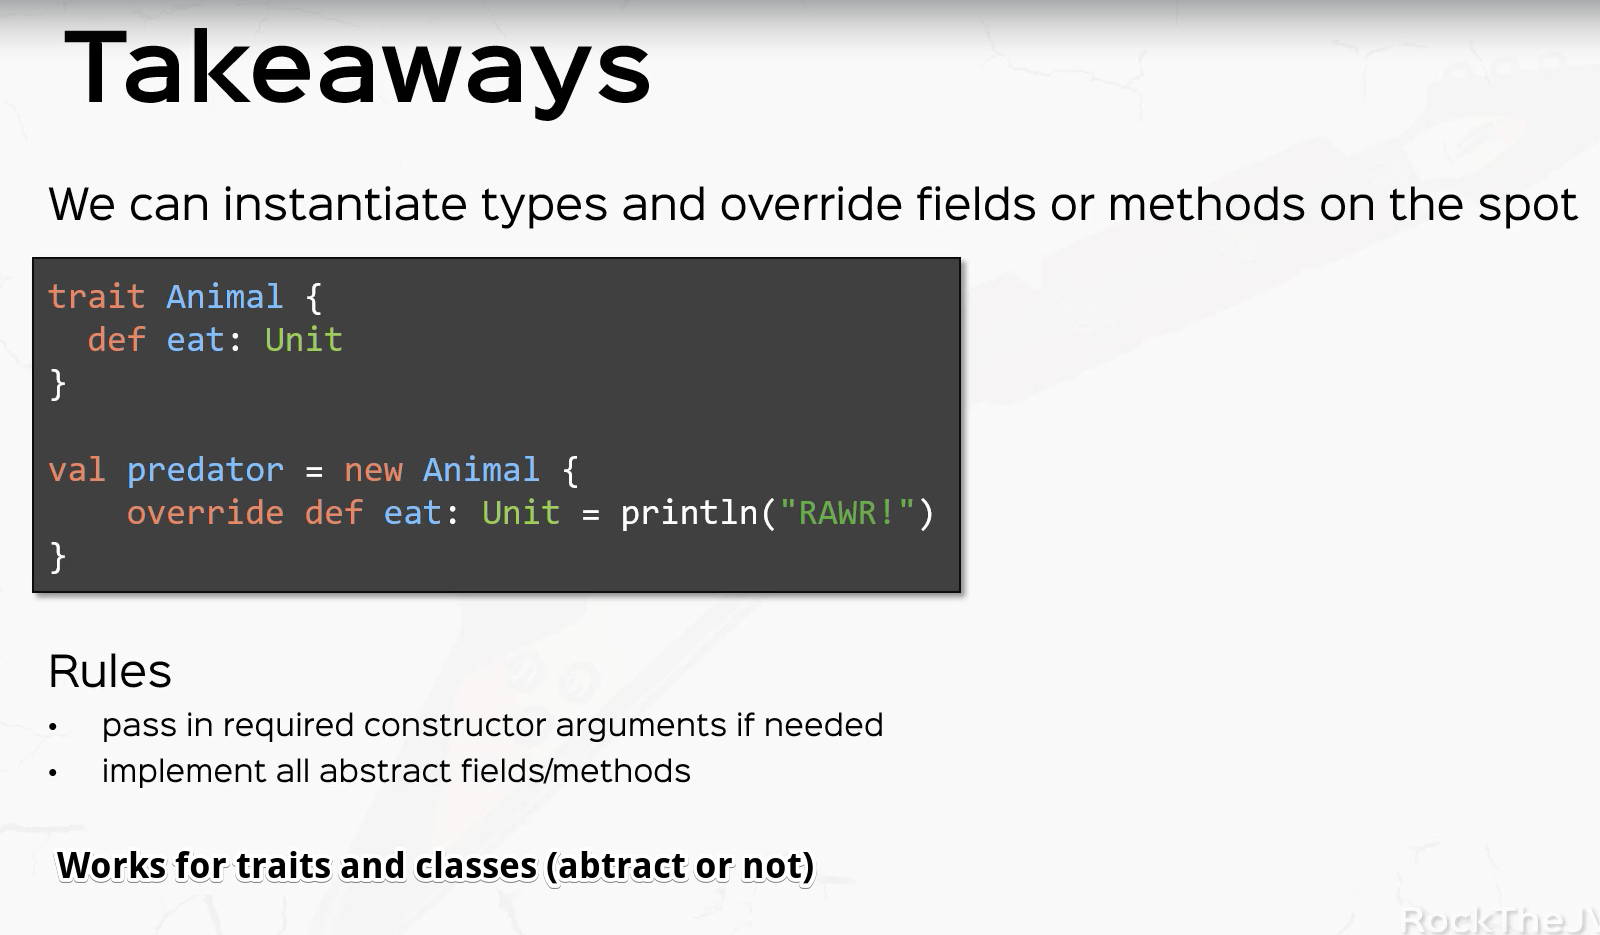 Takeaways
We can instantiate types and override fields or methods on the spot
trait Animal {
  def eat: Unit
}
val predator = new Animal {
    override def eat: Unit = println("RAWR!")
}
Rules
• pass in required constructor arguments if needed
• implement all abstract fields/methods
Works for traits and classes (abtract or not)
RockTheJV